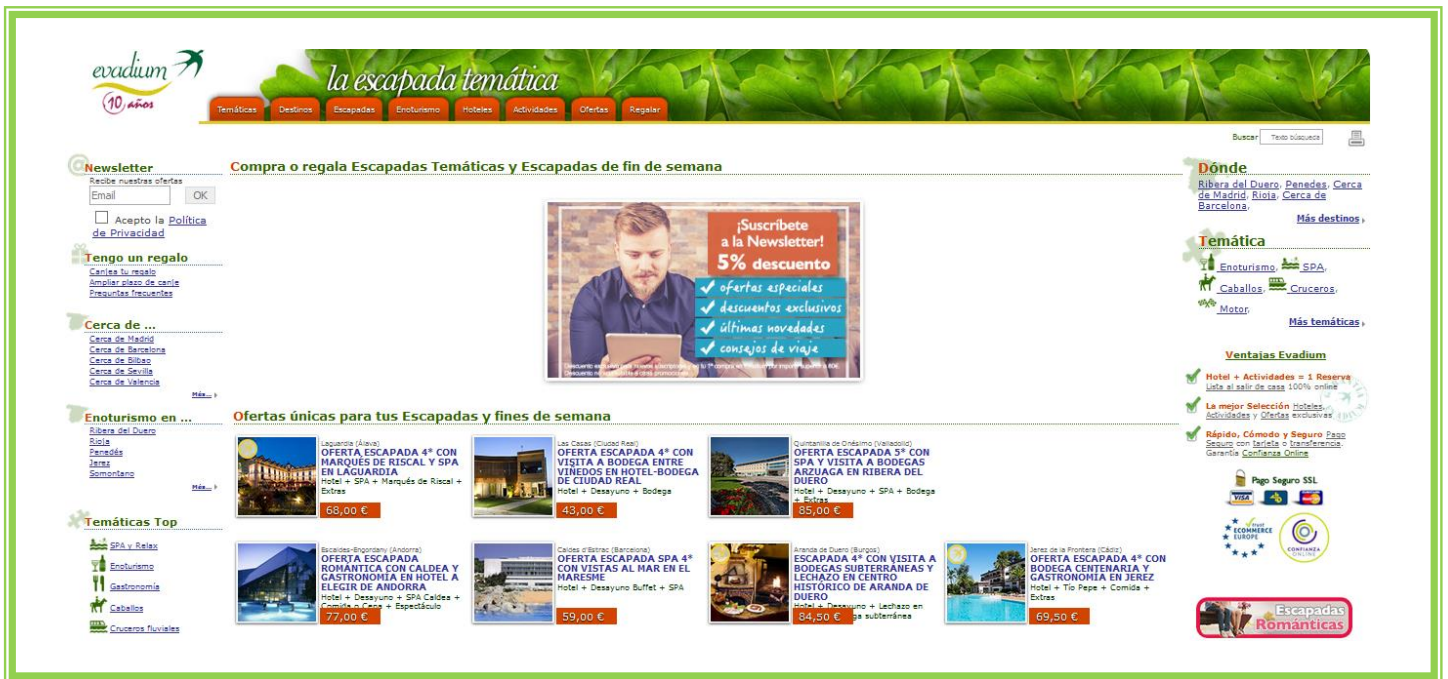 evadium
10 años
la escapada temática
Temáticas Destinos Escapadas Enoturismo Hoteles Actividades Ofertas Regalar
Buscar Texto búsqueda
Newsletter
Recibe nuestras ofertas
Email OK
Acepto la Política
de Privacidad
Tengo un regalo
Canjea tu regalo
Ampliar plazo de canje
Preguntas frecuentes
Cerca de ...
Cerca de Madrid
Cerca de Barcelona
Cerca de Bilbao
Cerca de Sevilla
Cerca de Valencia
Más...
Enoturismo en ...
Ribera del Duero
Rioja
Penedés
Jerez
Somontano
Más...
Temáticas Top
SPA y Relax
Enoturismo
Gastronomía
Caballos
Cruceros fluviales
Compra o regala Escapadas Temáticas y Escapadas de fin de semana
¡Suscríbete
a la Newsletter!
5% descuento
ofertas especiales
descuentos exclusivos
últimas novedades
consejos de viaje
Ofertas únicas para tus Escapadas y fines de semana
Laguardia (Álava)
OFERTA ESCAPADA 4* CON
MARQUÉS DE RISCAL Y SPA
EN LAGUARDIA
Hotel + SPA + Marqués de Riscal +
Extras
68,00 €
Las Casas (Ciudad Real)
OFERTA ESCAPADA 4* CON
VISITA A BODEGA ENTRE
VIÑEDOS EN HOTEL-BODEGA
DE CIUDAD REAL
Hotel + Desayuno + Bodega
43,00 €
Quintanilla de Onésimo (Valladolid)
OFERTA ESCAPADA 5* CON
SPA Y VISITA A BODEGAS
ARZUAGA EN RIBERA DEL
DUERO
Hotel + Desayuno + SPA + Bodega
+ Extras
85,00 €
Escaldes-Engordany (Andorra)
OFERTA ESCAPADA
ROMÁNTICA CON CALDEA Y
GASTRONOMÍA EN HOTEL A
ELEGIR DE ANDORRA
Hotel + Desayuno + SPA Caldea +
Comida o Cena + Espectáculo
77,00 €
Caldes d'Estrac (Barcelona)
OFERTA ESCAPADA SPA 4*
CON VISTAS AL MAR EN EL
MARESME
Hotel + Desayuno Buffet + SPA
59,00 €
Aranda de Duero (Burgos)
ESCAPADA 4* CON VISITA A
BODEGAS SUBTERRÁNEAS Y
LECHAZO EN CENTRO
HISTÓRICO DE ARANDA DE
DUERO
Hotel + Desayuno + Lechazo en
subterránea
84,50 €
Jerez de la Frontera (Cádiz)
OFERTA ESCAPADA 4* CON
BODEGA CENTENARIA Y
GASTRONOMÍA EN JEREZ
Hotel + Tío Pepe + Comida +
Extras
69,50 €
Dónde
Ribera del Duero, Penedes, Cerca
de Madrid, Rioja, Cerca de
Barcelona,
Más destinos
Temática
Enoturismo, SPA,
Caballos, Cruceros,
Motor,
Más temáticas
Ventajas Evadium
Hotel + Actividades = 1 Reserva
Lista al salir de casa 100% online
La mejor Selección Hoteles,
Actividades y Ofertas exclusivas
Rápido, Cómodo y Seguro Pago
Seguro con tarjeta o transferencia.
Garantía Confianza Online
Pago Seguro SSL
VISA
trust
ECOMMERCE
EUROPE
CONFIANZA
ONLINE
Escapadas
Románticas